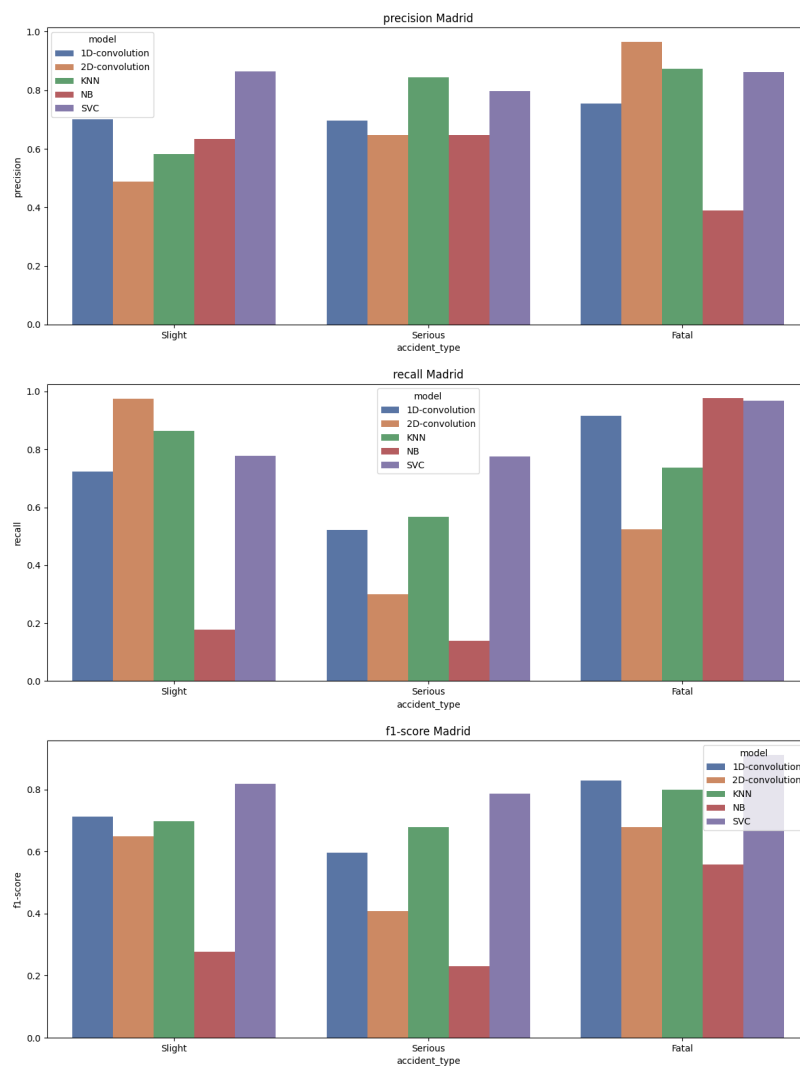 precision Madrid
model
1D-convolution
2D-convolution
KNN
NB
SVC
1.0
0.8
0.6
0.4
0.2
0.0
precision
Slight Serious Fatal
accident_type
recall Madrid
model
1D-convolution
2D-convolution
KNN
NB
SVC
1.0
0.8
0.6
0.4
0.2
0.0
recall
Slight Serious Fatal
accident_type
f1-score Madrid
model
1D-convolution
2D-convolution
KNN
NB
SVC
0.8
0.6
0.4
0.2
0.0
f1-score
Slight Serious Fatal
accident_type